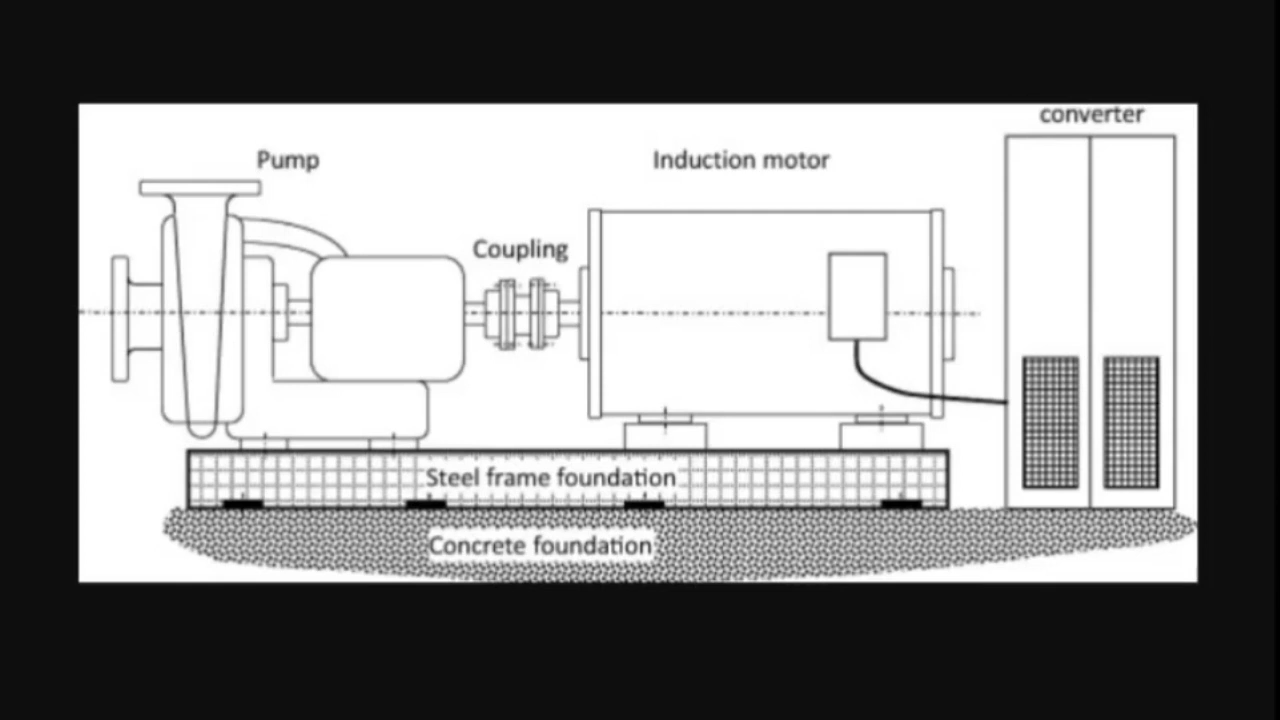 converter
Pump
Induction motor
Coupling
Steel frame foundation
Concrete foundation